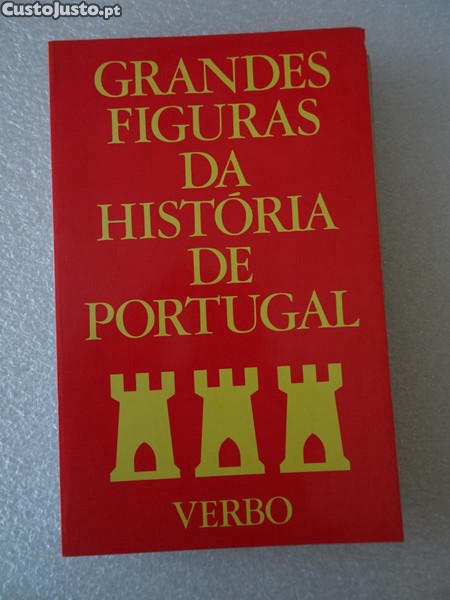 CustoJusto.pt
GRANDES
FIGURAS
DA
HISTÓRIA
DE
PORTUGAL
VERBO